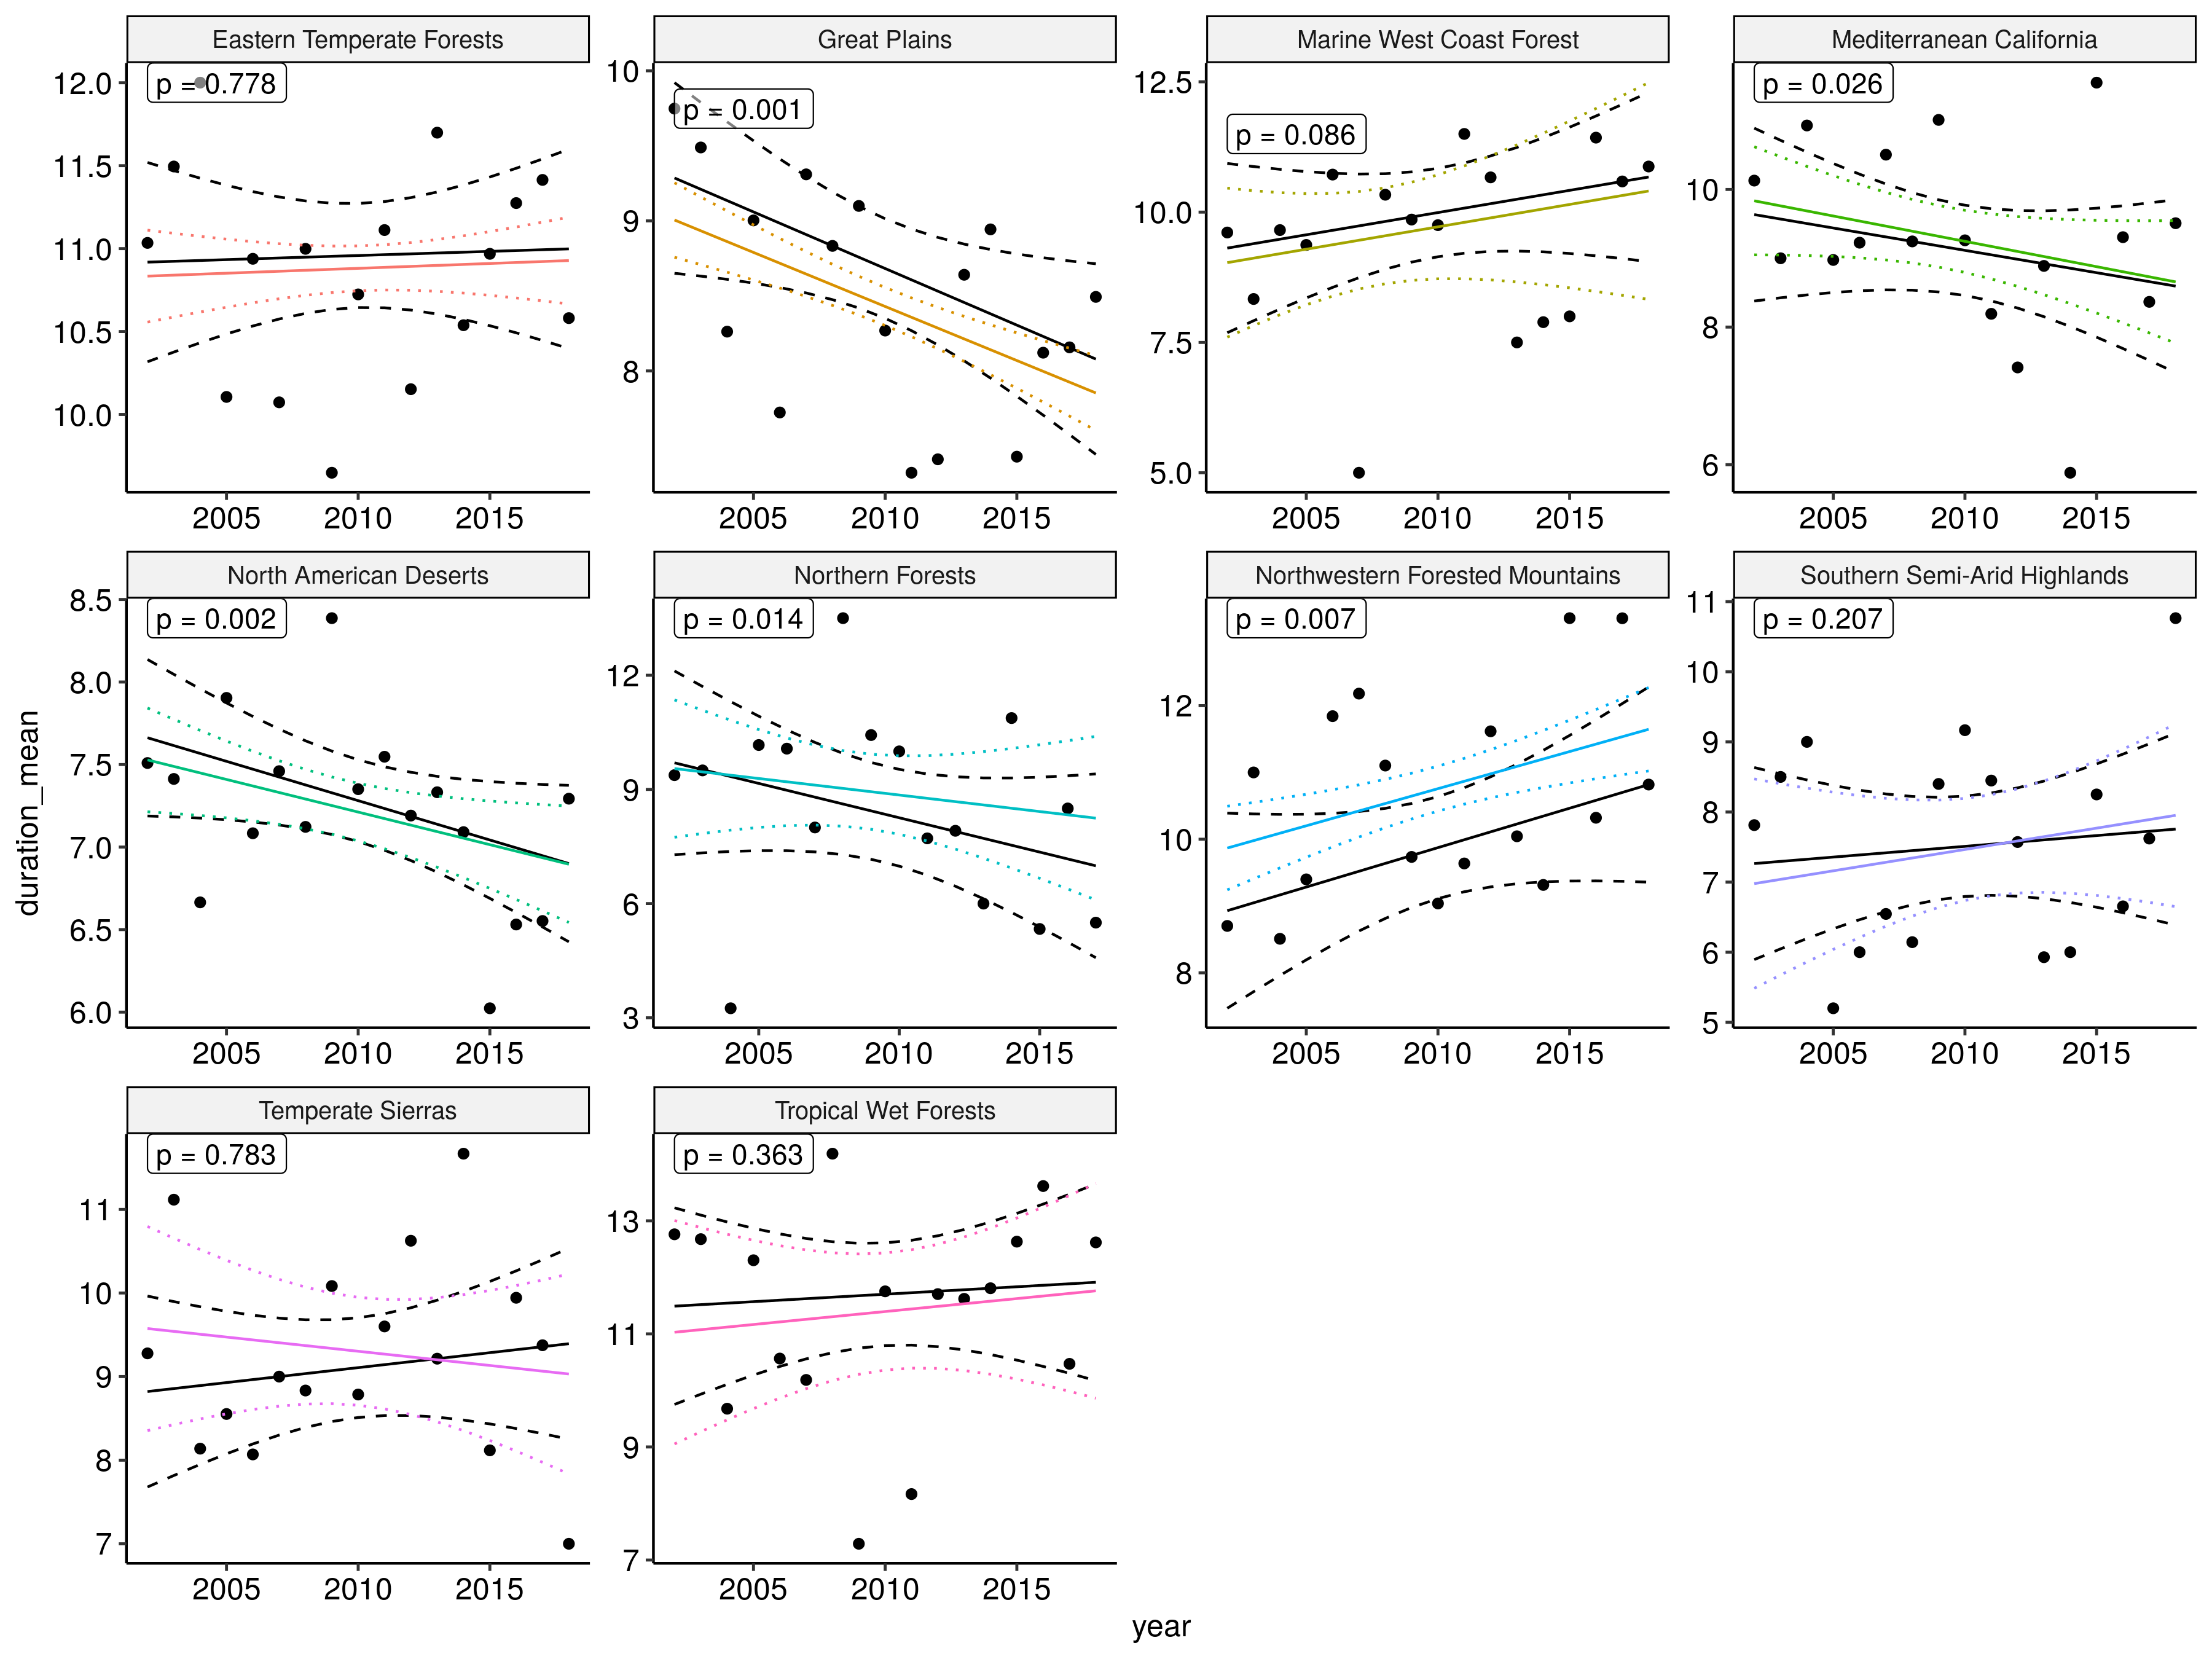 Eastern Temperate Forests
Great Plains
Marine West Coast Forest
Mediterranean California
p = 0.778
p = 0.001
p = 0.086
p = 0.026
12.0
11.5
11.0
10.5
10.0
10
9
8
12.5
10.0
7.5
5.0
10
8
6
2005 2010 2015
2005 2010 2015
2005 2010 2015
2005 2010 2015
North American Deserts
Northern Forests
Northwestern Forested Mountains
Southern Semi-Arid Highlands
p = 0.002
p = 0.014
p = 0.007
p = 0.207
8.5
8.0
7.5
7.0
6.5
6.0
12
9
6
3
12
10
8
11
10
9
8
7
6
5
2005 2010 2015
2005 2010 2015
2005 2010 2015
2005 2010 2015
duration_mean
Temperate Sierras
Tropical Wet Forests
p = 0.783
p = 0.363
11
10
9
8
7
13
11
9
7
2005 2010 2015
2005 2010 2015
year